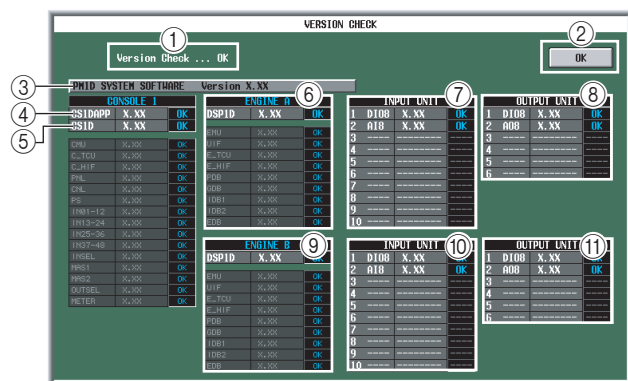 VERSION CHECK
1
Version Check ... OK
2
OK
3
PM1D SYSTEM SOFTWARE Version X.XX
CONSOLE 1
4
CS1DAPP X.XX OK
5
CS1D X.XX OK
CMU X.XX OK
C_TCU X.XX OK
C_HIF X.XX OK
PNL X.XX OK
CNL X.XX OK
PS X.XX OK
IN01-12 X.XX OK
IN13-24 X.XX OK
IN25-36 X.XX OK
IN37-48 X.XX OK
INSEL X.XX OK
MAS1 X.XX OK
MAS2 X.XX OK
OUTSEL X.XX OK
METER X.XX OK
ENGINE A
6
DSP1D X.XX OK
EMU X.XX OK
UIF X.XX OK
E_TCU X.XX OK
E_HIF X.XX OK
PDB X.XX OK
GDB X.XX OK
IDB1 X.XX OK
IDB2 X.XX OK
EDB X.XX OK
INPUT UNIT
7
1 DIO8 X.XX OK
2 AI8 X.XX OK
3 ---- -------- ----
4 ---- -------- ----
5 ---- -------- ----
6 ---- -------- ----
7 ---- -------- ----
8 ---- -------- ----
9 ---- -------- ----
10 ---- -------- ----
OUTPUT UNIT
8
1 DIO8 X.XX OK
2 AO8 X.XX OK
3 ---- -------- ----
4 ---- -------- ----
5 ---- -------- ----
6 ---- -------- ----
ENGINE B
9
DSP1D X.XX OK
EMU X.XX OK
UIF X.XX OK
E_TCU X.XX OK
E_HIF X.XX OK
PDB X.XX OK
GDB X.XX OK
IDB1 X.XX OK
IDB2 X.XX OK
EDB X.XX OK
INPUT UNIT
10
1 DIO8 X.XX OK
2 AI8 X.XX OK
3 ---- -------- ----
4 ---- -------- ----
5 ---- -------- ----
6 ---- -------- ----
7 ---- -------- ----
8 ---- -------- ----
9 ---- -------- ----
10 ---- -------- ----
OUTPUT UNIT
11
1 DIO8 X.XX OK
2 AO8 X.XX OK
3 ---- -------- ----
4 ---- -------- ----
5 ---- -------- ----
6 ---- -------- ----